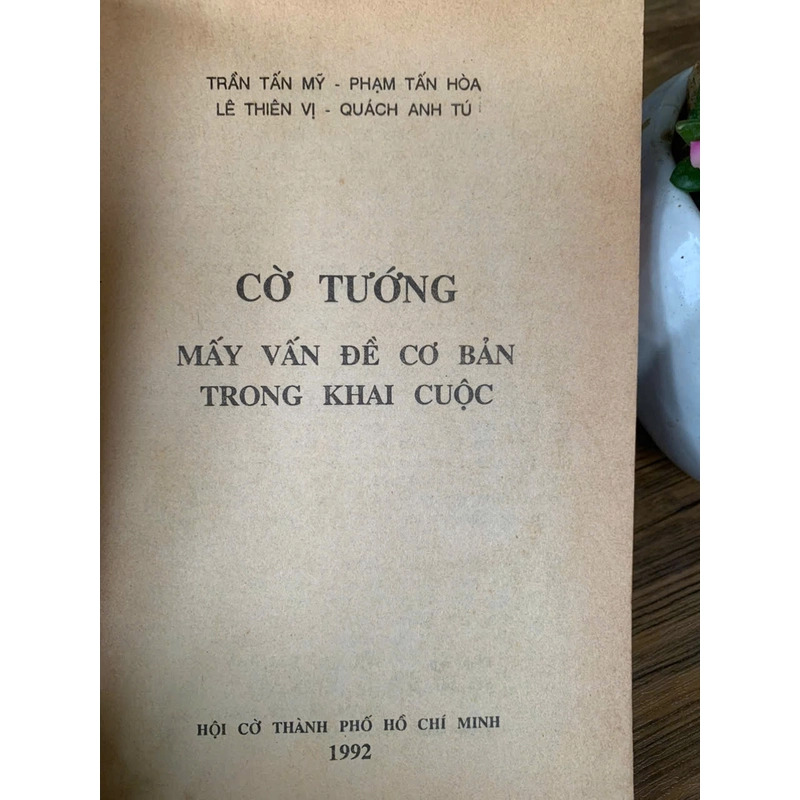 TRẦN TẤN MỸ - PHẠM TẤN HÒA
LÊ THIÊN VỊ - QUÁCH ANH TÚ
CỜ TƯỚNG
MẤY VẤN ĐỀ CƠ BẢN
TRONG KHAI CUỘC
HỘI CỜ THÀNH PHỐ HỒ CHÍ MINH
1992